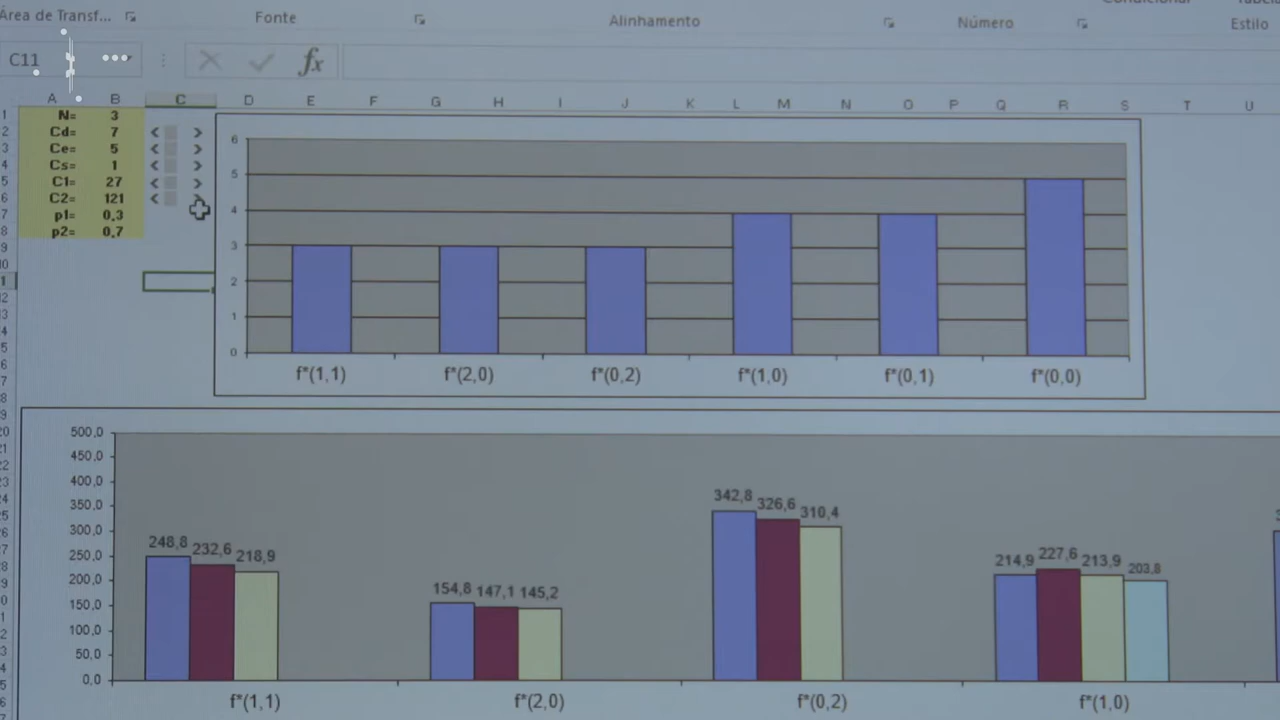 Área de Transf... Fonte Alinhamento Número Estilo
C11 fx
A B C D E F G H I J K L M N O P Q R S T U
N= 3
Cd= 7
Ce= 5
Cs= 1
C1= 27
C2= 121
p1= 0,3
p2= 0,7
6
5
4
3
2
1
0
f*(1,1) f*(2,0) f*(0,2) f*(1,0) f*(0,1) f*(0,0)
500,0
450,0
400,0
350,0
300,0
250,0
200,0
150,0
100,0
50,0
0,0
248,8 232,6 218,9 154,8 147,1 145,2 342,8 326,6 310,4 214,9 227,6 213,9 203,8
f*(1,1) f*(2,0) f*(0,2) f*(1,0)